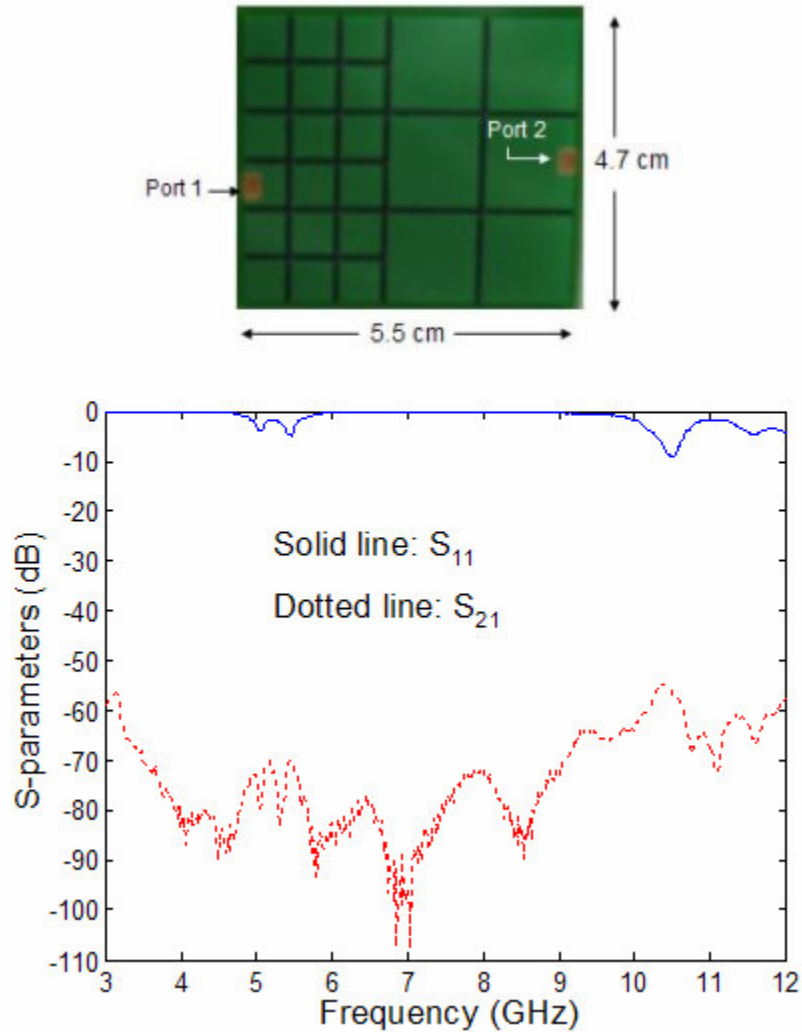 Port 2
4.7 cm
Port 1
5.5 cm
0
-10
-20
-30
-40
-50
-60
-70
-80
-90
-100
-110
S-parameters (dB)
Solid line: S11
Dotted line: S21
3 4 5 6 7 8 9 10 11 12
Frequency (GHz)